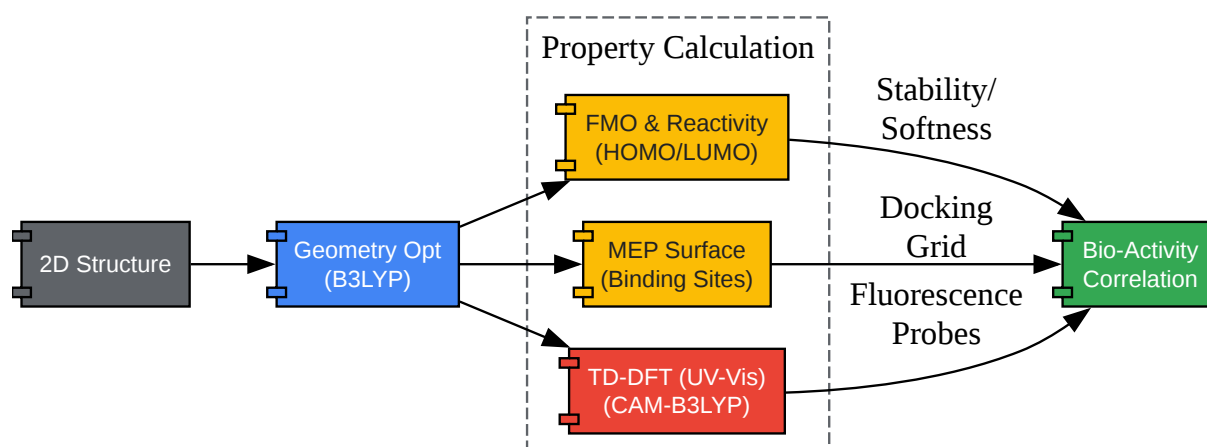 Property Calculation
2D Structure
Geometry Opt
(B3LYP)
FMO & Reactivity
(HOMO/LUMO)
MEP Surface
(Binding Sites)
TD-DFT (UV-Vis)
(CAM-B3LYP)
Stability/
Softness
Docking
Grid
Fluorescence
Probes
Bio-Activity
Correlation